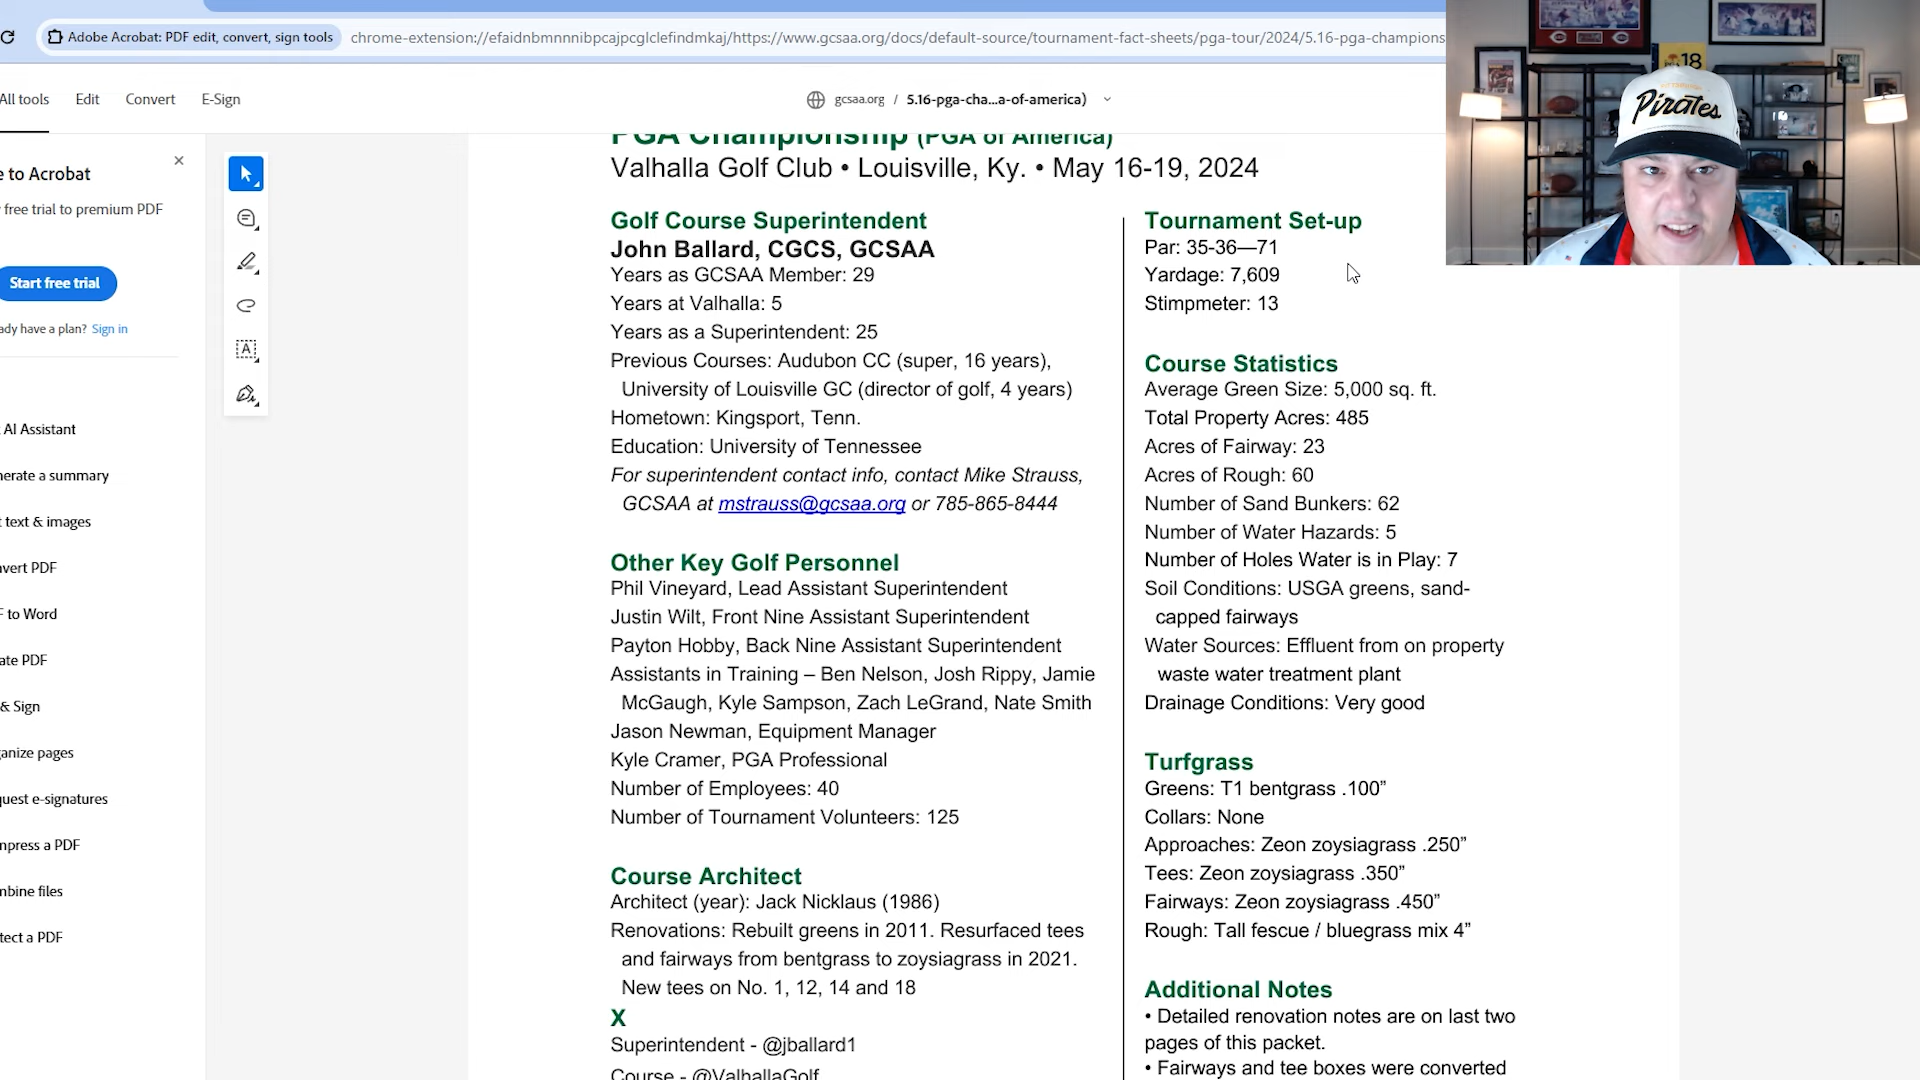 Adobe Acrobat: PDF edit, convert, sign tools
chrome-extension://efaidnbmnnnibpcajpcglclefindmkaj/https://www.gcsaa.org/docs/default-source/tournament-fact-sheets/pga-tour/2024/5.16-pga-champions
All tools
Edit
Convert
E-Sign
gcsaa.org / 5.16-pga-cha...a-of-america)
e to Acrobat
free trial to premium PDF
Start free trial
ady have a plan? Sign in
AI Assistant
nerate a summary
t text & images
nvert PDF
F to Word
ate PDF
& Sign
anize pages
quest e-signatures
mpress a PDF
mbine files
tect a PDF
PGA Championship (PGA of America)
Valhalla Golf Club • Louisville, Ky. • May 16-19, 2024
Golf Course Superintendent
John Ballard, CGCS, GCSAA
Years as GCSAA Member: 29
Years at Valhalla: 5
Years as a Superintendent: 25
Previous Courses: Audubon CC (super, 16 years),
University of Louisville GC (director of golf, 4 years)
Hometown: Kingsport, Tenn.
Education: University of Tennessee
For superintendent contact info, contact Mike Strauss,
GCSAA at mstrauss@gcsaa.org or 785-865-8444
Other Key Golf Personnel
Phil Vineyard, Lead Assistant Superintendent
Justin Wilt, Front Nine Assistant Superintendent
Payton Hobby, Back Nine Assistant Superintendent
Assistants in Training – Ben Nelson, Josh Rippy, Jamie
McGaugh, Kyle Sampson, Zach LeGrand, Nate Smith
Jason Newman, Equipment Manager
Kyle Cramer, PGA Professional
Number of Employees: 40
Number of Tournament Volunteers: 125
Course Architect
Architect (year): Jack Nicklaus (1986)
Renovations: Rebuilt greens in 2011. Resurfaced tees
and fairways from bentgrass to zoysiagrass in 2021.
New tees on No. 1, 12, 14 and 18
X
Superintendent - @jballard1
Course - @ValhallaGolf
Tournament Set-up
Par: 35-36—71
Yardage: 7,609
Stimpmeter: 13
Course Statistics
Average Green Size: 5,000 sq. ft.
Total Property Acres: 485
Acres of Fairway: 23
Acres of Rough: 60
Number of Sand Bunkers: 62
Number of Water Hazards: 5
Number of Holes Water is in Play: 7
Soil Conditions: USGA greens, sand-
capped fairways
Water Sources: Effluent from on property
waste water treatment plant
Drainage Conditions: Very good
Turfgrass
Greens: T1 bentgrass .100”
Collars: None
Approaches: Zeon zoysiagrass .250”
Tees: Zeon zoysiagrass .350”
Fairways: Zeon zoysiagrass .450”
Rough: Tall fescue / bluegrass mix 4”
Additional Notes
• Detailed renovation notes are on last two
pages of this packet.
• Fairways and tee boxes were converted
18
Pirates